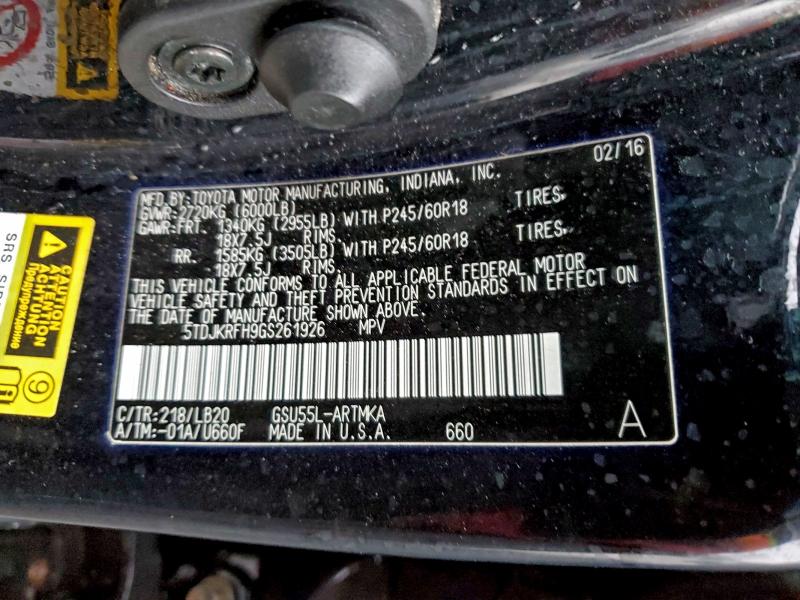 02/16
MFD.BY:TOYOTA MOTOR MANUFACTURING, INDIANA, INC.
GVWR:2720KG (6000LB)
GAWR:FRT. 1340KG (2955LB) WITH P245/60R18 TIRES,
18X7.5J RIMS
RR. 1585KG (3505LB) WITH P245/60R18 TIRES,
18X7.5J RIMS
THIS VEHICLE CONFORMS TO ALL APPLICABLE FEDERAL MOTOR
VEHICLE SAFETY AND THEFT PREVENTION STANDARDS IN EFFECT ON
THE DATE OF MANUFACTURE SHOWN ABOVE.
5TDJKRFH9GS261926 MPV
C/TR:218/LB20 GSU55L-ARTMKA
A/TM:-01A/U660F MADE IN U.S.A. 660 A
CAUTION
ATTENTION
ACHTUNG
Предупреждение
9
SRS